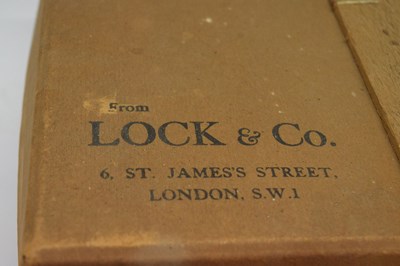 From
LOCK & Co.
6, ST. JAMES'S STREET,
LONDON, S.W.1